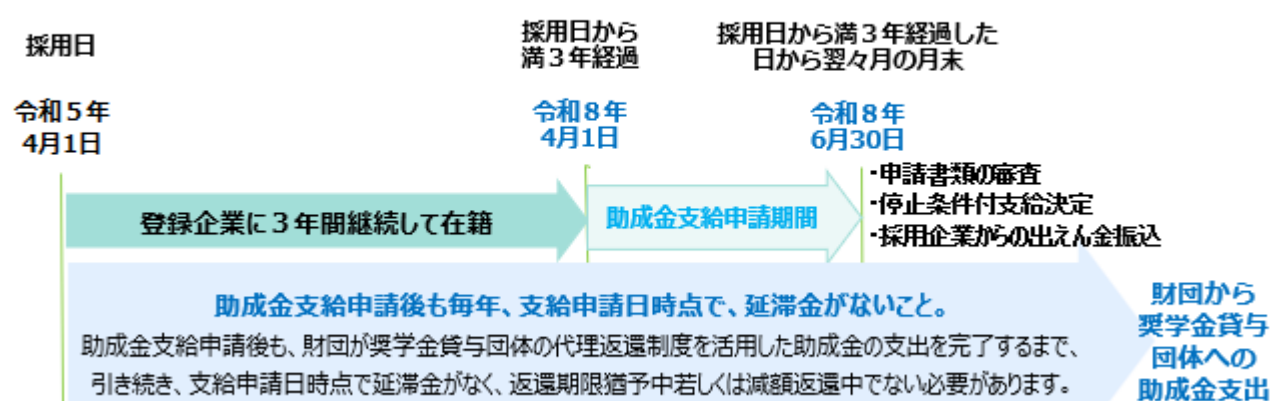 採用日
採用日から
満３年経過
採用日から満３年経過した
日から翌々月の月末
令和５年
4月1日
令和８年
4月1日
令和８年
6月30日
登録企業に３年間継続して在籍
助成金支給申請期間
・申請書類の審査
・停止条件付支給決定
・採用企業からの出えん金振込
助成金支給申請後も毎年、支給申請日時点で、延滞金がないこと。
助成金支給申請後も、財団が奨学金貸与団体の代理返還制度を活用した助成金の支出を完了するまで、
引き続き、支給申請日時点で延滞金がなく、返還期限猶予中若しくは減額返還中でない必要があります。
財団から
奨学金貸与
団体への
助成金支出